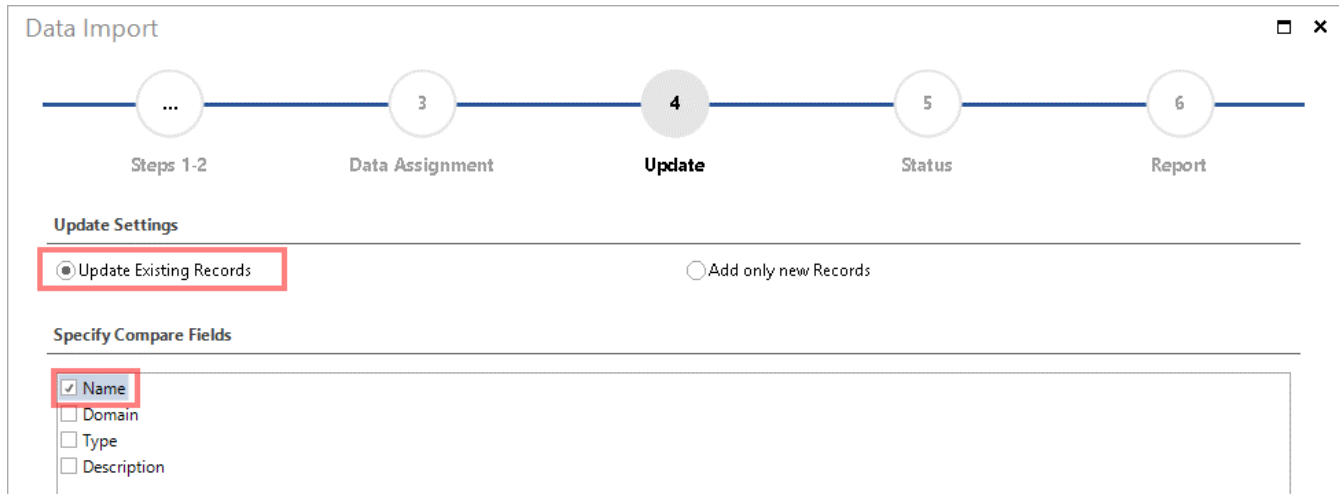 Data Import
... 3 4 5 6
Steps 1-2 Data Assignment Update Status Report
Update Settings
Update Existing Records Add only new Records
Specify Compare Fields
Name
Domain
Type
Description